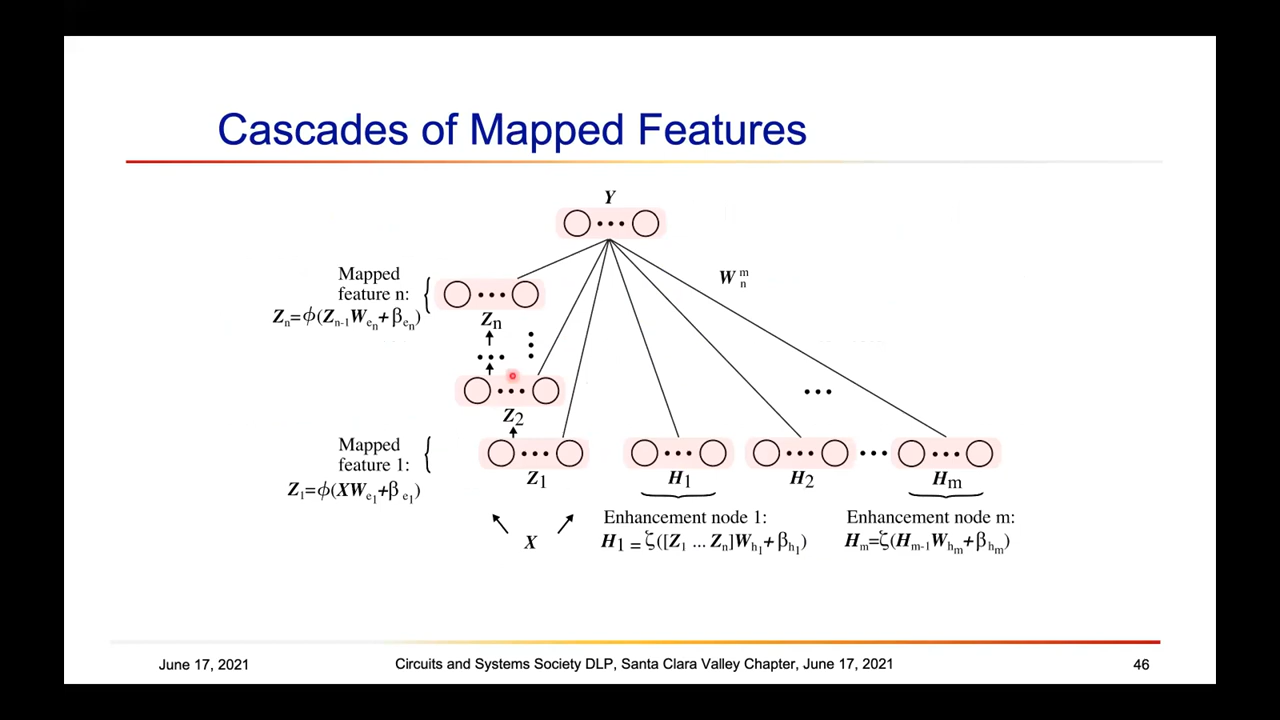 Cascades of Mapped Features
Y
W n m
Mapped
feature n:
Zn=ϕ(Zn-1Wen+βen)
Zn
Z2
Mapped
feature 1:
Z1=ϕ(XWe1+βe1)
Z1
H1
H2
Hm
X
Enhancement node 1:
H1 = ζ([Z1 ... Zn]Wh1+βh1)
Enhancement node m:
Hm=ζ(Hm-1Whm+βhm)
June 17, 2021
Circuits and Systems Society DLP, Santa Clara Valley Chapter, June 17, 2021
46